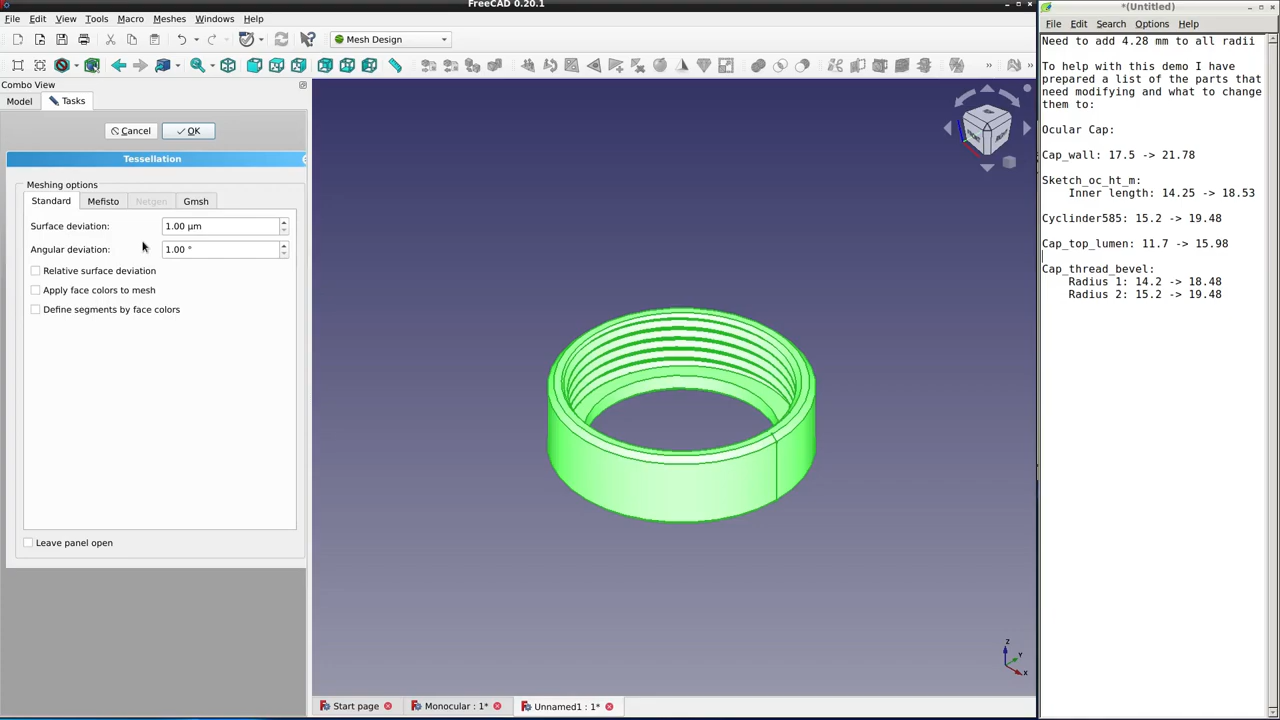 FreeCAD 0.20.1
File Edit View Tools Macro Meshes Windows Help
Mesh Design
Combo View
Model Tasks
Cancel OK
Tessellation
Meshing options
Standard Mefisto Netgen Gmsh
Surface deviation: 1.00 µm
Angular deviation: 1.00 °
Relative surface deviation
Apply face colors to mesh
Define segments by face colors
Leave panel open
FRONT RIGHT
Z
Y
X
Start page Monocular : 1* Unnamed1 : 1*
*(Untitled)
File Edit Search Options Help
Need to add 4.28 mm to all radii
To help with this demo I have
prepared a list of the parts that
need modifying and what to change
them to:
Ocular Cap:
Cap_wall: 17.5 -> 21.78
Sketch_oc_ht_m:
Inner length: 14.25 -> 18.53
Cylinder585: 15.2 -> 19.48
Cap_top_lumen: 11.7 -> 15.98
Cap_thread_bevel:
Radius 1: 14.2 -> 18.48
Radius 2: 15.2 -> 19.48